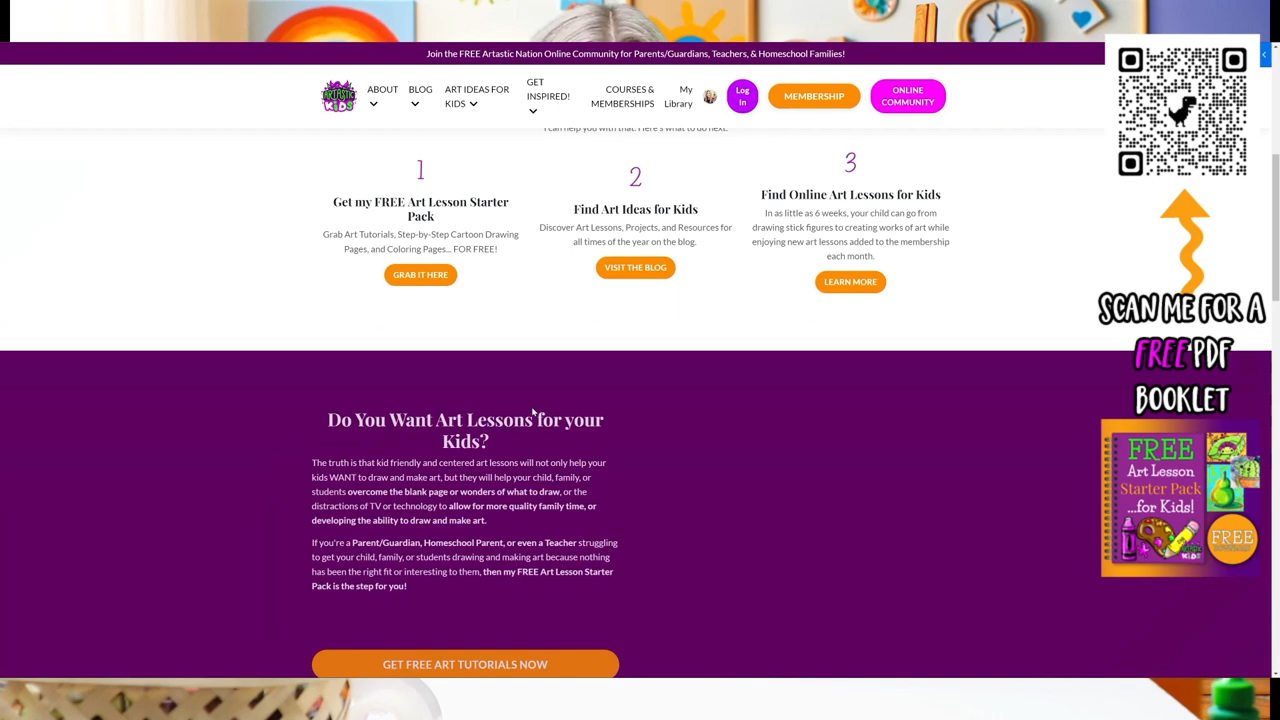 Join the FREE Artastic Nation Online Community for Parents/Guardians, Teachers, & Homeschool Families!
ARTASTIC
KIDS
ABOUT
BLOG
ART IDEAS FOR
KIDS
GET
INSPIRED!
COURSES &
MEMBERSHIPS
My
Library
Log
In
MEMBERSHIP
ONLINE
COMMUNITY
I can help you with that. Here's what to do next.
1
Get my FREE Art Lesson Starter
Pack
Grab Art Tutorials, Step-by-Step Cartoon Drawing
Pages, and Coloring Pages... FOR FREE!
GRAB IT HERE
2
Find Art Ideas for Kids
Discover Art Lessons, Projects, and Resources for
all times of the year on the blog.
VISIT THE BLOG
3
Find Online Art Lessons for Kids
In as little as 6 weeks, your child can go from
drawing stick figures to creating works of art while
enjoying new art lessons added to the membership
each month.
LEARN MORE
Do You Want Art Lessons for your
Kids?
The truth is that kid friendly and centered art lessons will not only help your
kids WANT to draw and make art, but they will help your child, family, or
students overcome the blank page or wonders of what to draw, or the
distractions of TV or technology to allow for more quality family time, or
developing the ability to draw and make art.
If you're a Parent/Guardian, Homeschool Parent, or even a Teacher struggling
to get your child, family, or students drawing and making art because nothing
has been the right fit or interesting to them, then my FREE Art Lesson Starter
Pack is the step for you!
GET FREE ART TUTORIALS NOW
SCAN ME FOR A
FREE PDF
BOOKLET
FREE
Art Lesson
Starter Pack
...for Kids!
FREE